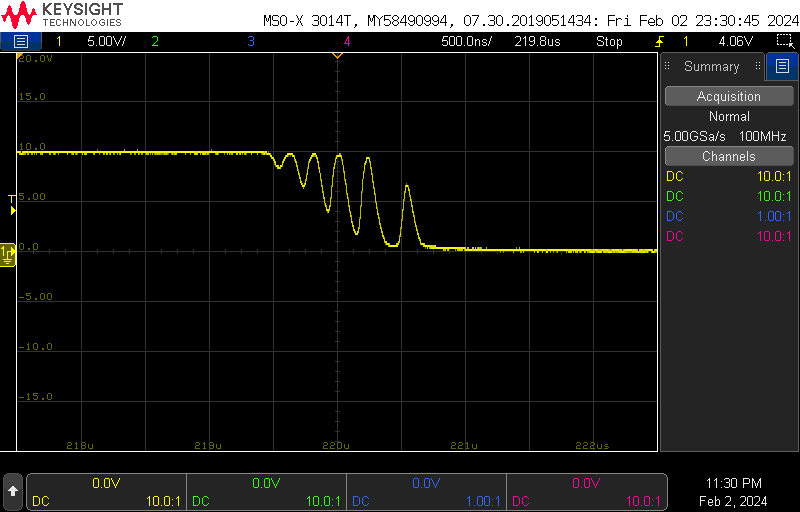 KEYSIGHT
TECHNOLOGIES
MSO-X 3014T, MY58490994, 07.30.2019051434: Fri Feb 02 23:30:45 2024
1 5.00V/ 2 3 4 500.0ns/ 219.8us Stop 1 4.06V
20.0V
15.0
10.0
5.00
0.0
-5.00
-10.0
-15.0
T
1
218u 219u 220u 221u 222us
Summary
Acquisition
Normal
5.00GSa/s 100MHz
Channels
DC 10.0:1
DC 10.0:1
DC 1.00:1
DC 10.0:1
0.0V 0.0V 0.0V 0.0V
DC 10.0:1 DC 10.0:1 DC 1.00:1 DC 10.0:1
11:30 PM
Feb 2, 2024